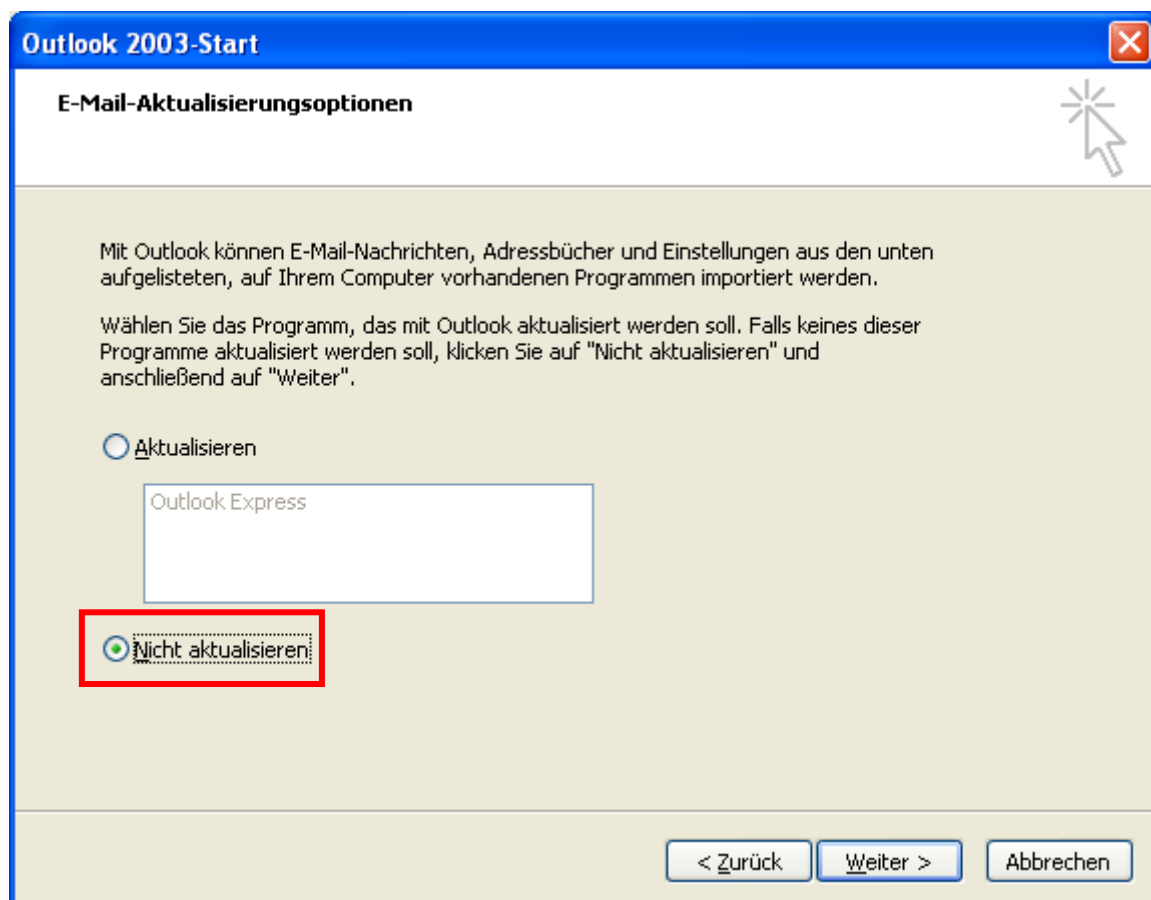 Outlook 2003-Start
E-Mail-Aktualisierungsoptionen
Mit Outlook können E-Mail-Nachrichten, Adressbücher und Einstellungen aus den unten
aufgelisteten, auf Ihrem Computer vorhandenen Programmen importiert werden.
Wählen Sie das Programm, das mit Outlook aktualisiert werden soll. Falls keines dieser
Programme aktualisiert werden soll, klicken Sie auf "Nicht aktualisieren" und
anschließend auf "Weiter".
Aktualisieren
Outlook Express
Nicht aktualisieren
< Zurück Weiter > Abbrechen